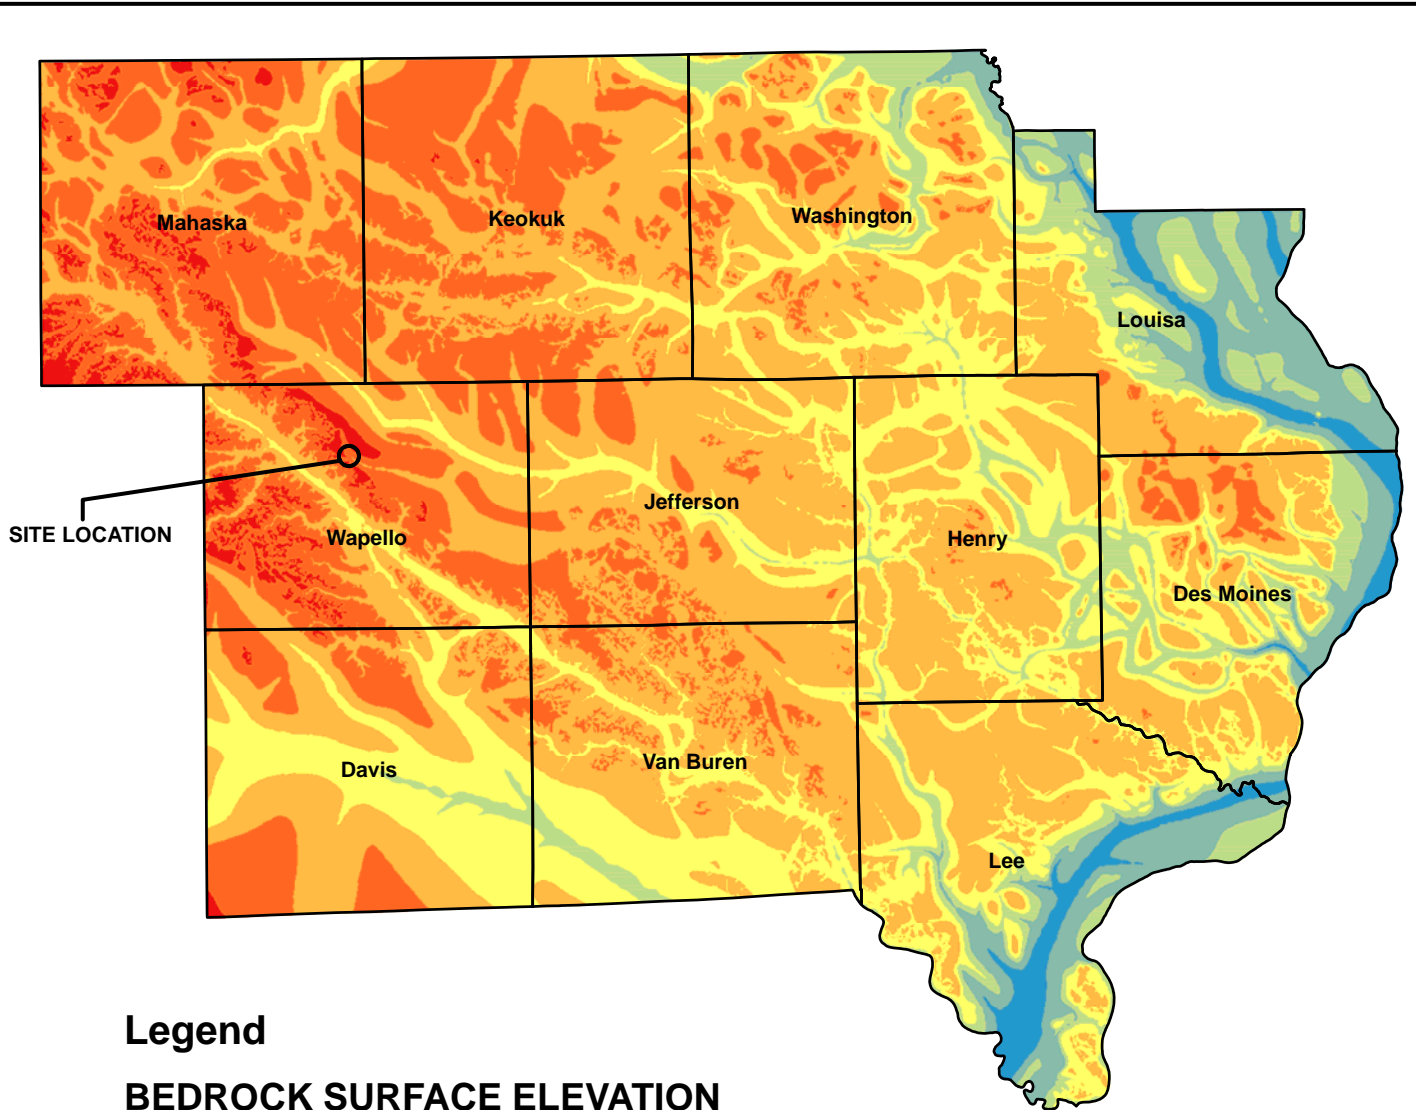 Mahaska
Keokuk
Washington
Louisa
SITE LOCATION
Wapello
Jefferson
Henry
Des Moines
Davis
Van Buren
Lee
Legend
BEDROCK SURFACE ELEVATION